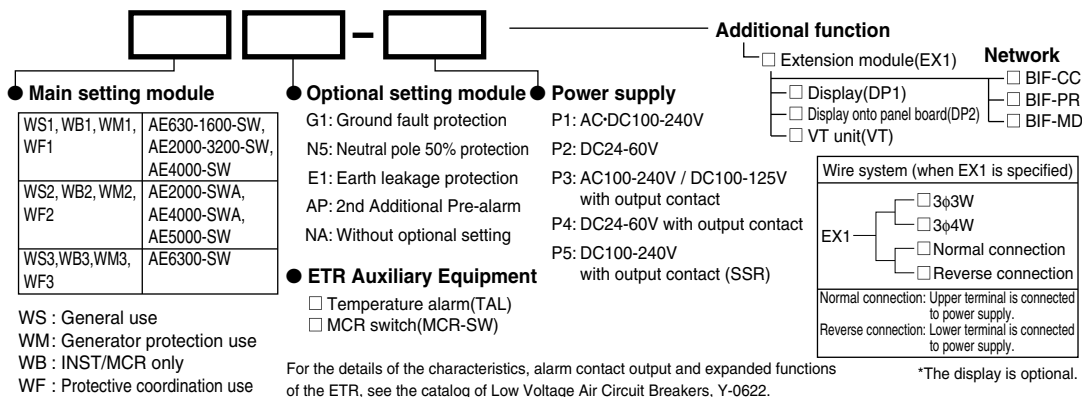 Additional function
□ Extension module(EX1)
□ Display(DP1)
□ Display onto panel board(DP2)
□ VT unit(VT)
Network
□ BIF-CC
□ BIF-PR
□ BIF-MD
● Main setting module
WS1, WB1, WM1, WF1
AE630-1600-SW,
AE2000-3200-SW,
AE4000-SW
WS2, WB2, WM2, WF2
AE2000-SWA,
AE4000-SWA,
AE5000-SW
WS3,WB3,WM3, WF3
AE6300-SW
WS : General use
WM: Generator protection use
WB : INST/MCR only
WF : Protective coordination use
● Optional setting module
G1: Ground fault protection
N5: Neutral pole 50% protection
E1: Earth leakage protection
AP: 2nd Additional Pre-alarm
NA: Without optional setting
● ETR Auxiliary Equipment
□ Temperature alarm(TAL)
□ MCR switch(MCR-SW)
● Power supply
P1: AC•DC100-240V
P2: DC24-60V
P3: AC100-240V / DC100-125V
with output contact
P4: DC24-60V with output contact
P5: DC100-240V
with output contact (SSR)
Wire system (when EX1 is specified)
EX1
□ 3ϕ3W
□ 3ϕ4W
□ Normal connection
□ Reverse connection
Normal connection: Upper terminal is connected
to power supply.
Reverse connection: Lower terminal is connected
to power supply.
*The display is optional.
For the details of the characteristics, alarm contact output and expanded functions
of the ETR, see the catalog of Low Voltage Air Circuit Breakers, Y-0622.